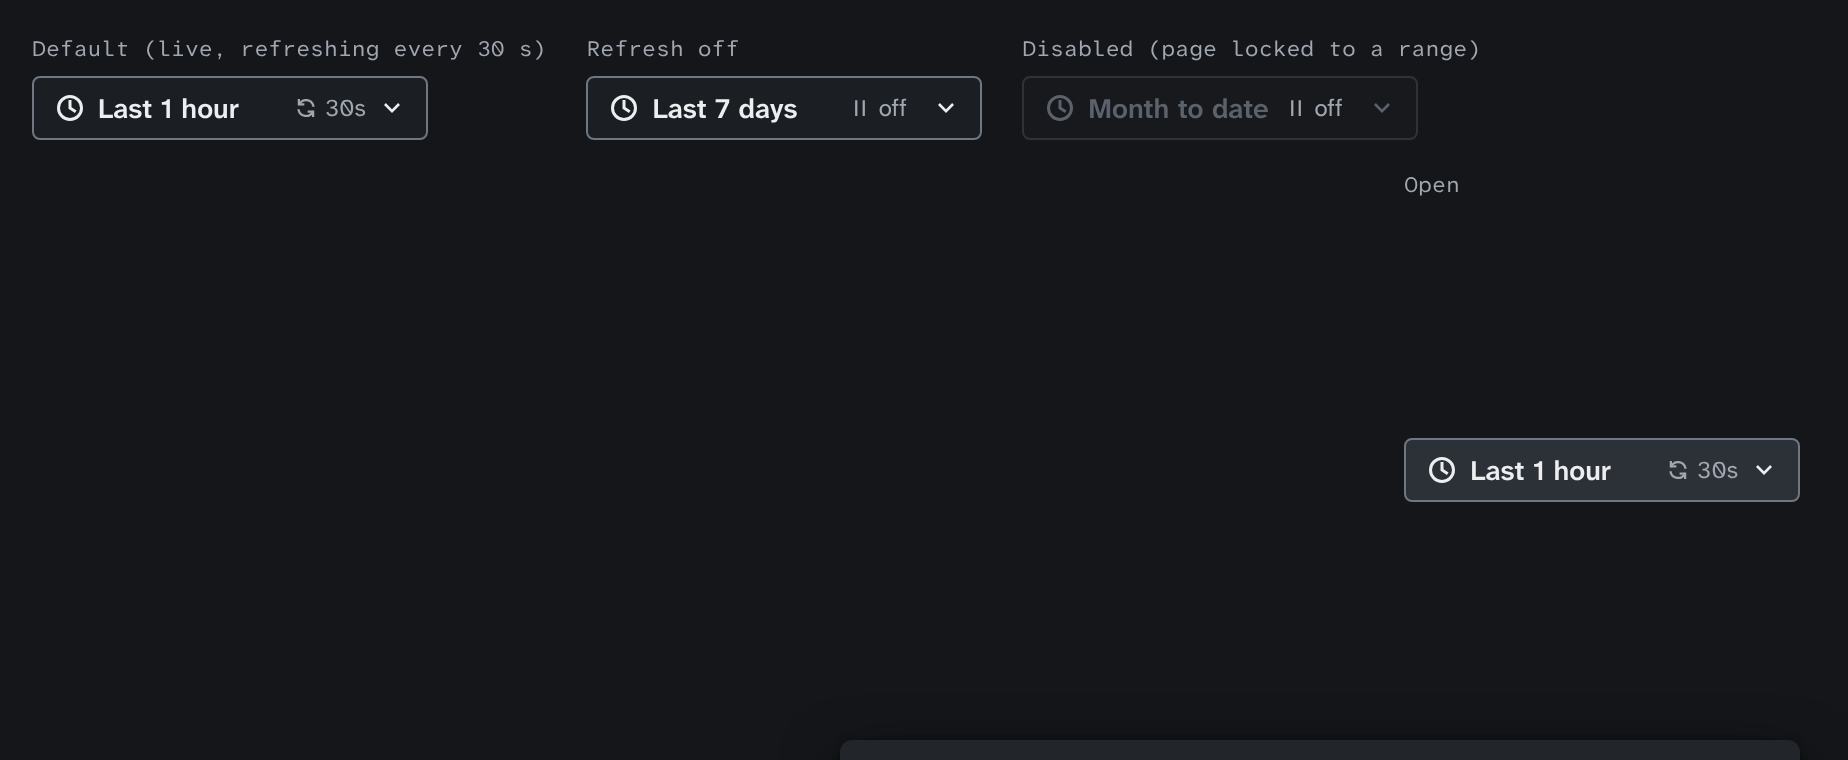 Default (live, refreshing every 30 s)
Last 1 hour 30s
Refresh off
Last 7 days off
Disabled (page locked to a range)
Month to date off
Open
Last 1 hour 30s